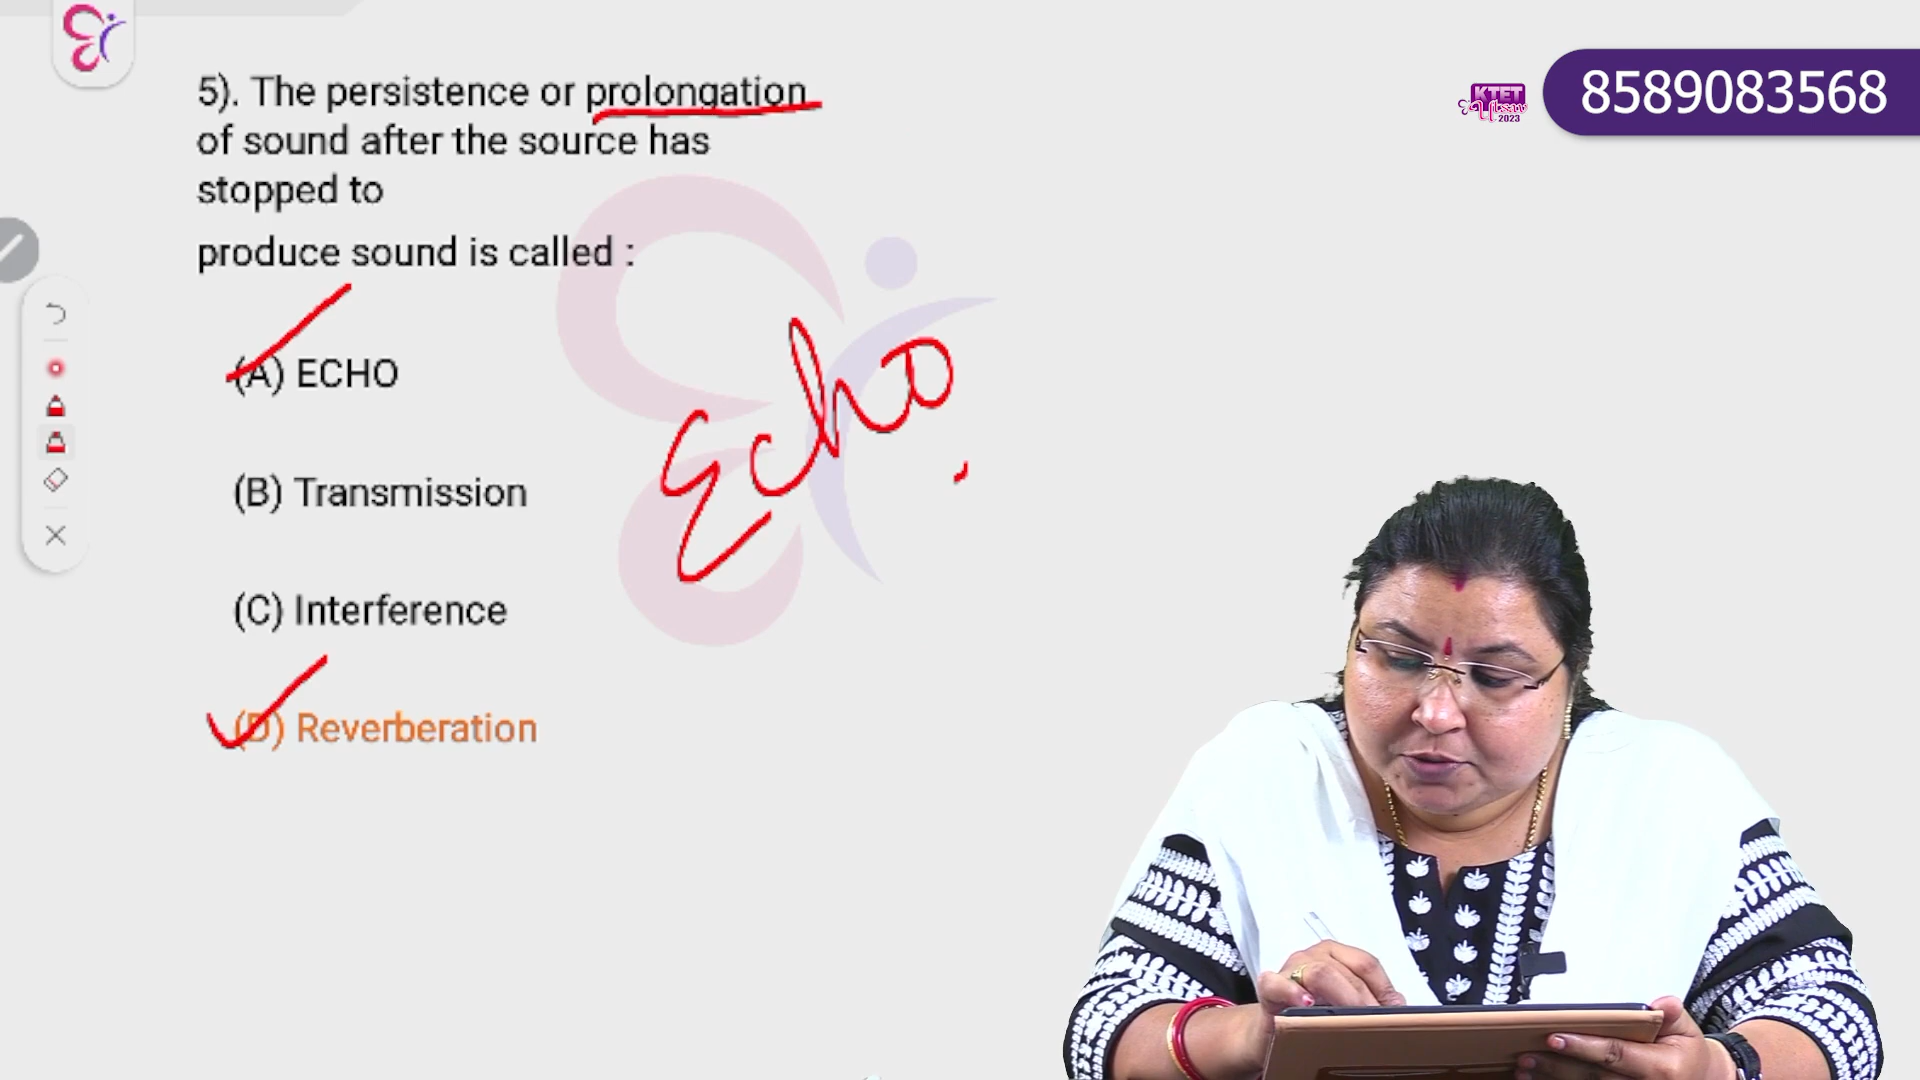 5). The persistence or prolongation
of sound after the source has
stopped to
produce sound is called :
(A) ECHO
(B) Transmission
(C) Interference
(D) Reverberation
Echo
KTET
Utsav
2023
8589083568